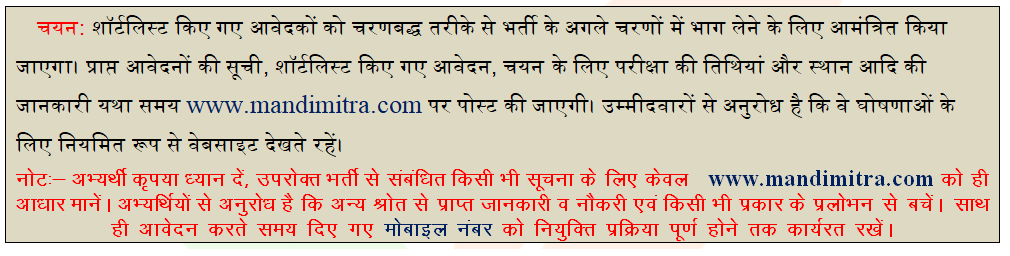 चयन: शॉर्टलिस्ट किए गए आवेदकों को चरणबद्ध तरीके से भर्ती के अगले चरणों में भाग लेने के लिए आमंत्रित किया
जाएगा। प्राप्त आवेदनों की सूची, शॉर्टलिस्ट किए गए आवेदन, चयन के लिए परीक्षा की तिथियां और स्थान आदि की
जानकारी यथा समय www.mandimitra.com पर पोस्ट की जाएगी। उम्मीदवारों से अनुरोध है कि वे घोषणाओं के
लिए नियमित रूप से वेबसाइट देखते रहें।
नोटः– अभ्यर्थी कृपया ध्यान दें, उपरोक्त भर्ती से संबंधित किसी भी सूचना के लिए केवल www.mandimitra.com को ही
आधार मानें। अभ्यर्थियों से अनुरोध है कि अन्य श्रोत से प्राप्त जानकारी व नौकरी एवं किसी भी प्रकार के प्रलोभन से बचें। साथ
ही आवेदन करते समय दिए गए मोबाइल नंबर को नियुक्ति प्रक्रिया पूर्ण होने तक कार्यरत रखें।